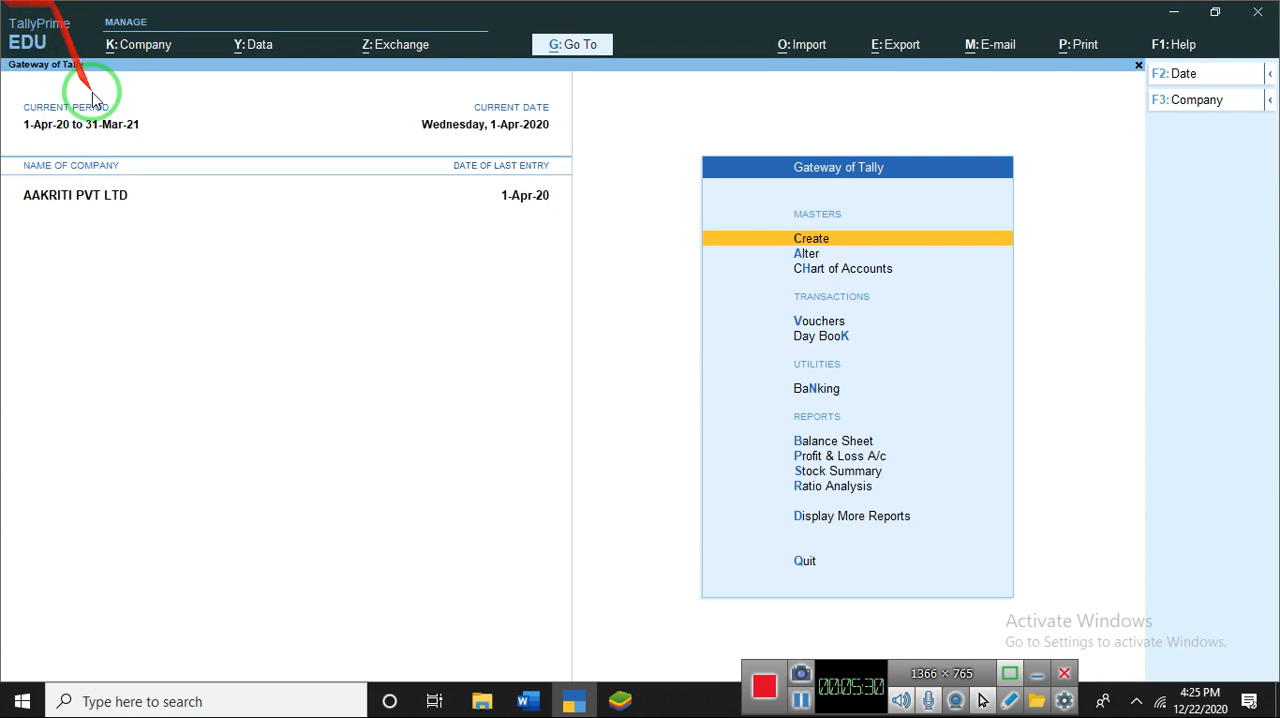 TallyPrime
EDU
MANAGE
K: Company
Y: Data
Z: Exchange
G: Go To
O: Import
E: Export
M: E-mail
P: Print
F1: Help
Gateway of Tally
F2: Date
F3: Company
CURRENT PERIOD
CURRENT DATE
1-Apr-20 to 31-Mar-21
Wednesday, 1-Apr-2020
NAME OF COMPANY
DATE OF LAST ENTRY
AAKRITI PVT LTD
1-Apr-20
Gateway of Tally
MASTERS
Create
Alter
CHart of Accounts
TRANSACTIONS
Vouchers
Day BooK
UTILITIES
BaNking
REPORTS
Balance Sheet
Profit & Loss A/c
Stock Summary
Ratio Analysis
Display More Reports
Quit
Activate Windows
Go to Settings to activate Windows.
00:05:30
1366 × 765
Type here to search
4:25 PM
12/22/2020